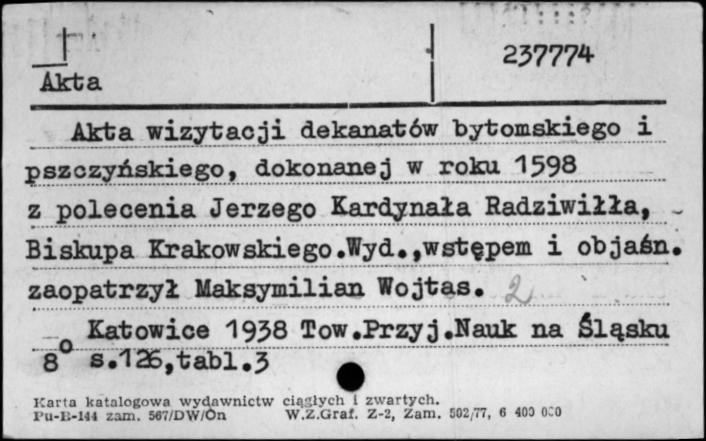 237774
Akta
Akta wizytacji dekanatów bytomskiego i
pszczyńskiego, dokonanej w roku 1598
z polecenia Jerzego Kardynała Radziwiłła,
Biskupa Krakowskiego.Wyd.,wstępem i objaśn.
zaopatrzył Maksymilian Wojtas. 2
Katowice 1938 Tow.Przyj.Nauk na Śląsku
8° s.126,tabl.3
Karta katalogowa wydawnictw ciągłych i zwartych.
Pu-B-144 zam. 567/DW/On W.Z.Graf. Z-2, Zam. 502/77, 6 400 000